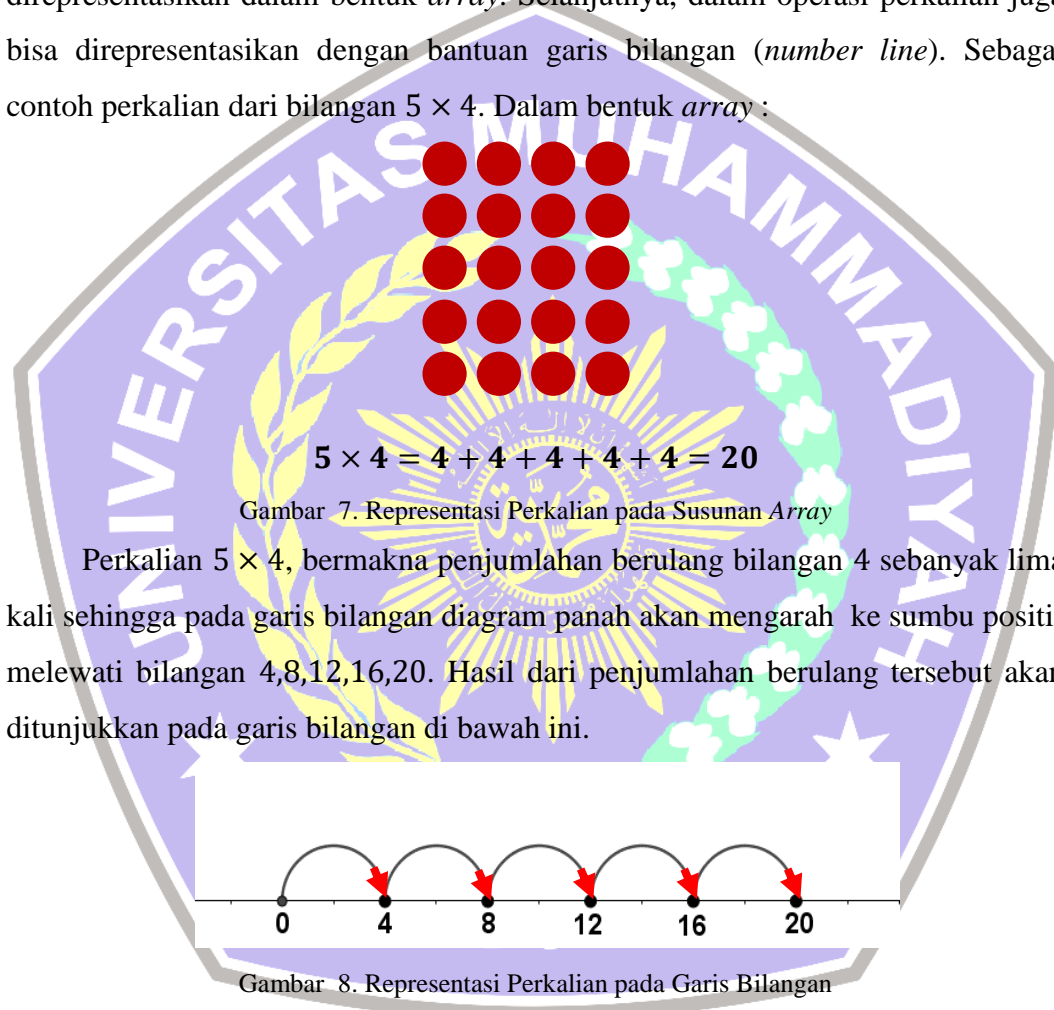 direpresentasikan dalam bentuk array. Selanjutnya, dalam operasi perkalian juga
bisa direpresentasikan dengan bantuan garis bilangan (number line). Sebaga
contoh perkalian dari bilangan 5 × 4. Dalam bentuk array :
UNIVERSITAS MUHAMMADIYAH
5 × 4 = 4 + 4 + 4 + 4 + 4 = 20
Gambar 7. Representasi Perkalian pada Susunan Array
Perkalian 5 × 4, bermakna penjumlahan berulang bilangan 4 sebanyak lima
kali sehingga pada garis bilangan diagram panah akan mengarah ke sumbu positi
melewati bilangan 4,8,12,16,20. Hasil dari penjumlahan berulang tersebut akan
ditunjukkan pada garis bilangan di bawah ini.
0 4 8 12 16 20
Gambar 8. Representasi Perkalian pada Garis Bilangan